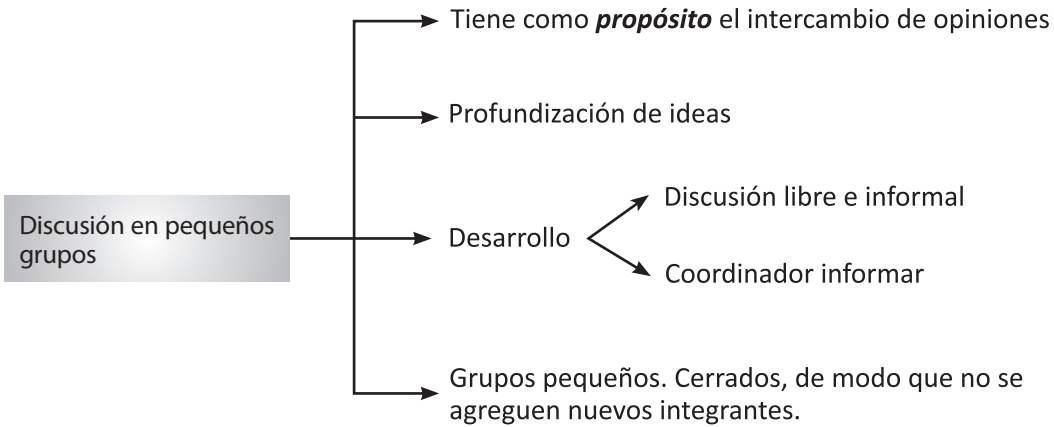 Tiene como propósito el intercambio de opiniones
Profundización de ideas
Discusión en pequeños
grupos
Desarrollo
Discusión libre e informal
Coordinador informar
Grupos pequeños. Cerrados, de modo que no se
agreguen nuevos integrantes.